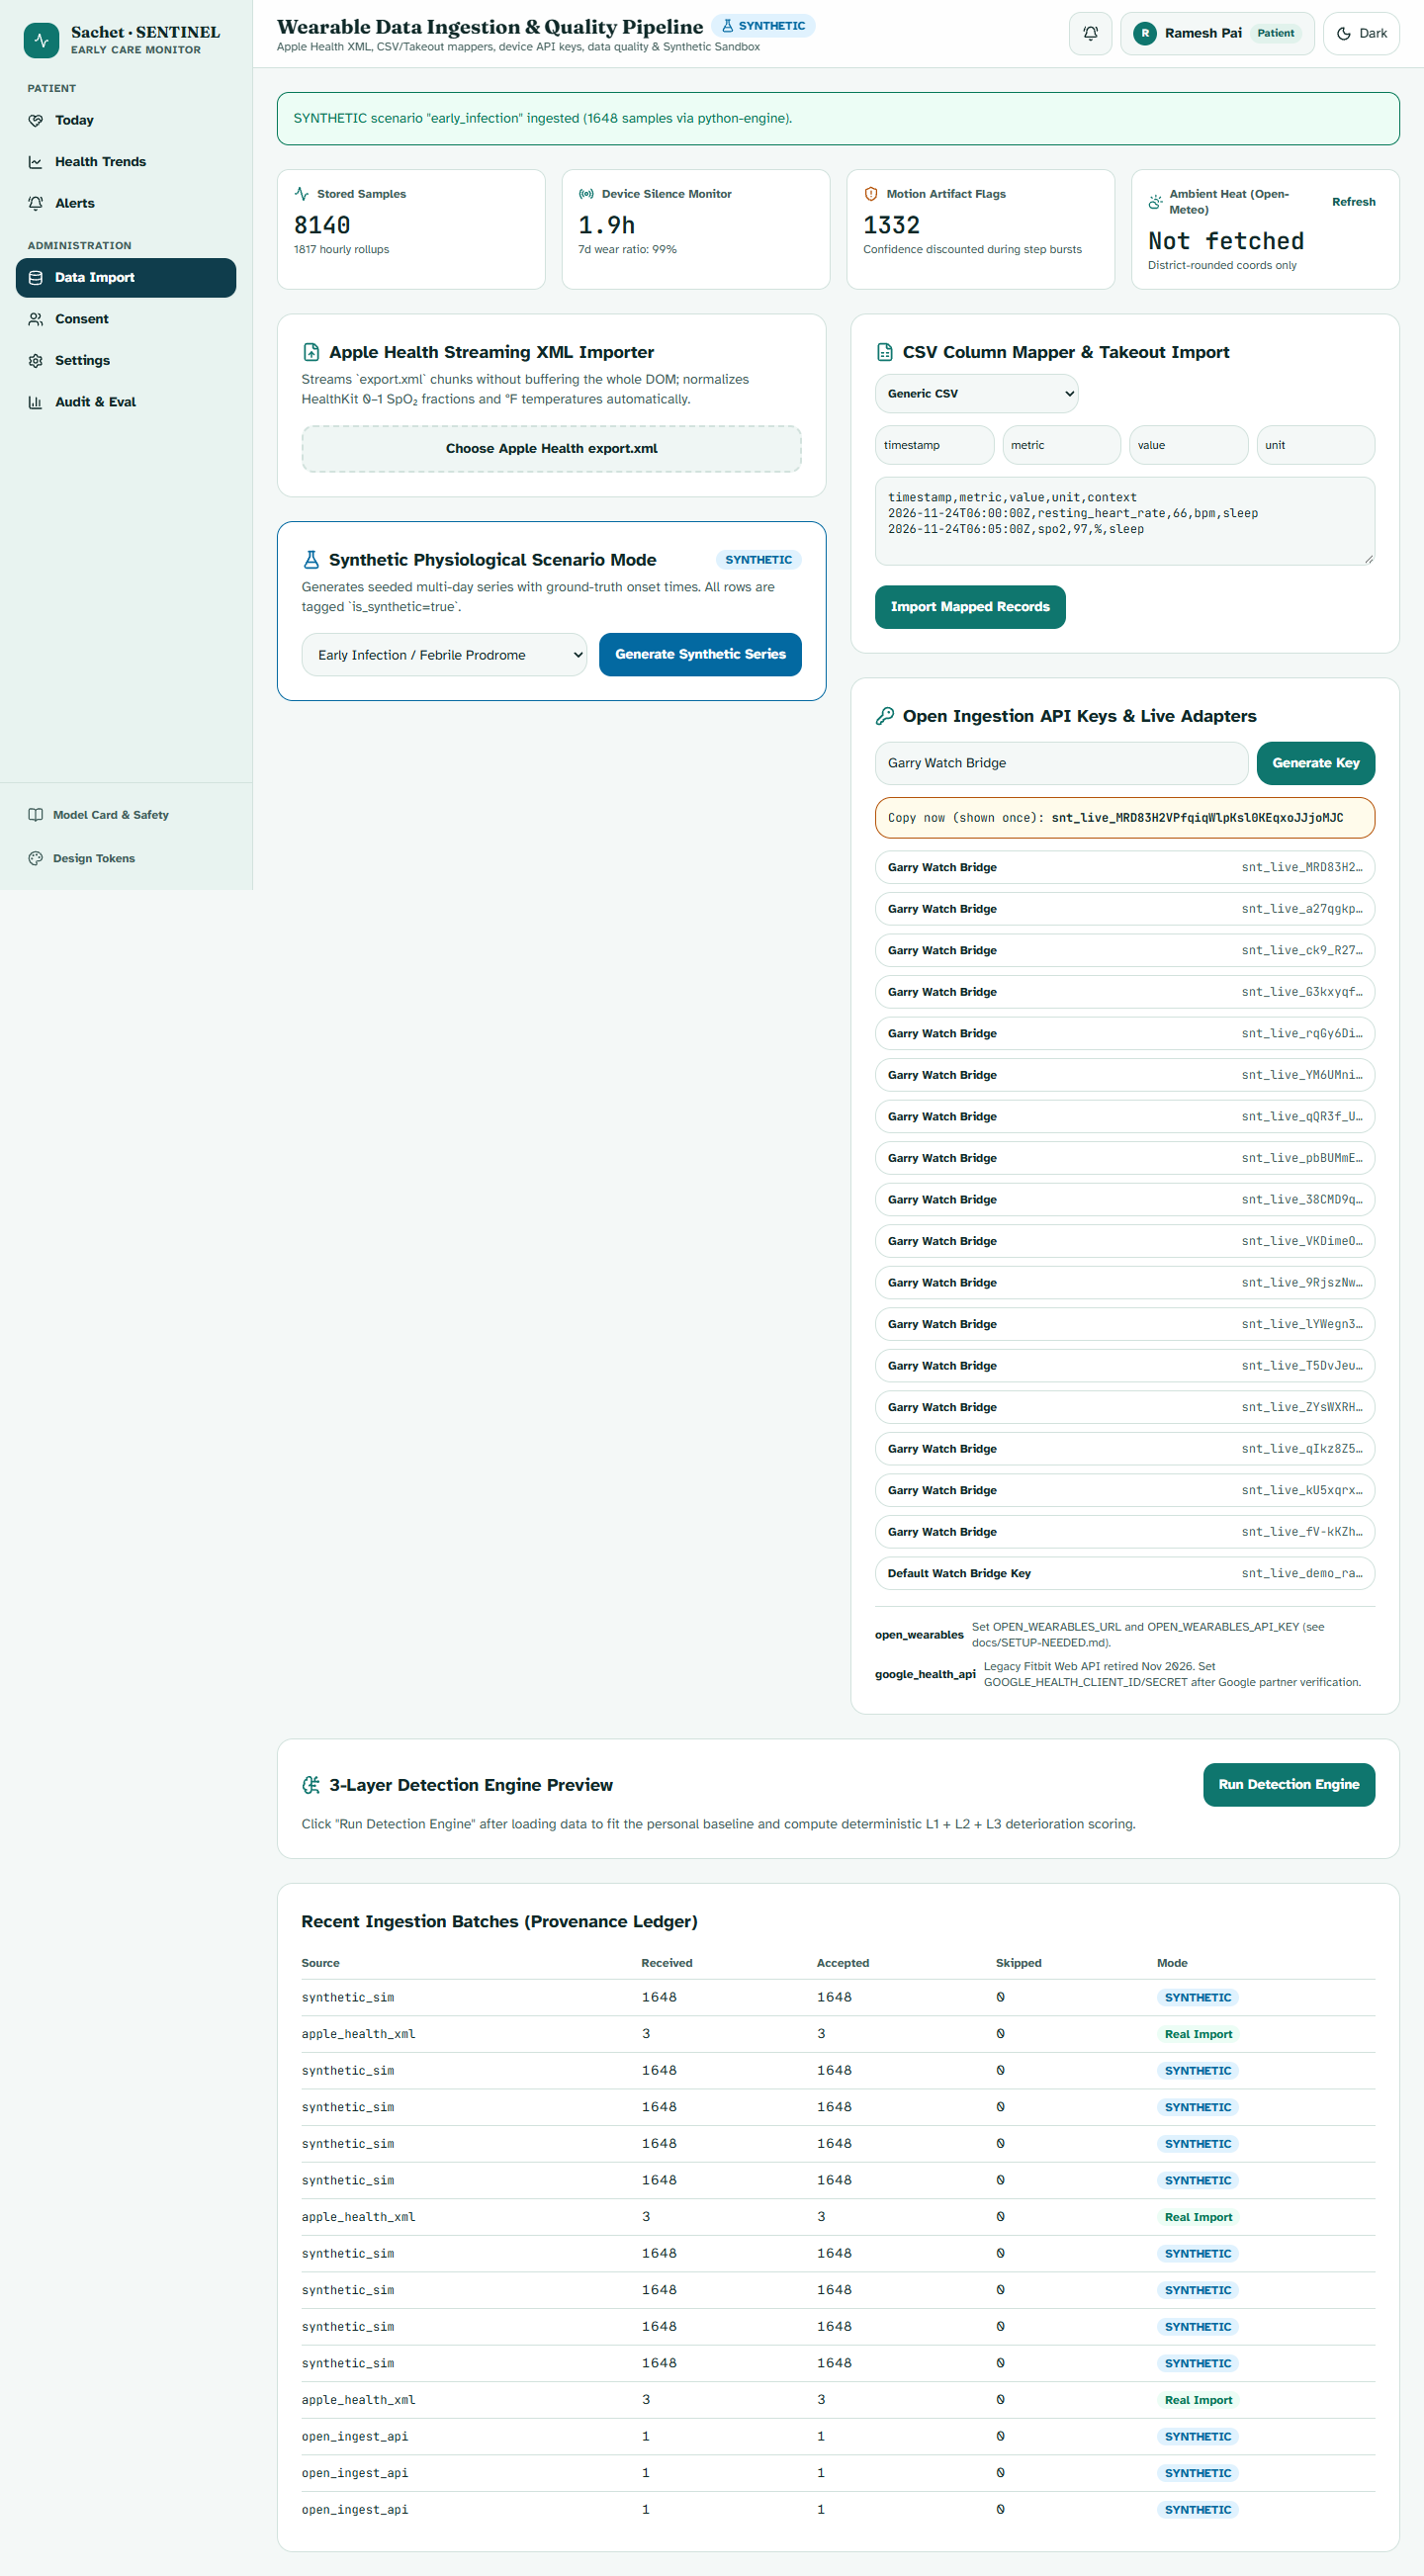 Sachet · SENTINEL
EARLY CARE MONITOR
PATIENT
Today
Health Trends
Alerts
ADMINISTRATION
Data Import
Consent
Settings
Audit & Eval
Model Card & Safety
Design Tokens
Wearable Data Ingestion & Quality Pipeline
SYNTHETIC
Apple Health XML, CSV/Takeout mappers, device API keys, data quality & Synthetic Sandbox
R
Ramesh Pai
Patient
Dark
SYNTHETIC scenario "early_infection" ingested (1648 samples via python-engine).
Stored Samples
8140
1817 hourly rollups
Device Silence Monitor
1.9h
7d wear ratio: 99%
Motion Artifact Flags
1332
Confidence discounted during step bursts
Ambient Heat (Open-
Meteo)
Refresh
Not fetched
District-rounded coords only
Apple Health Streaming XML Importer
Streams `export.xml` chunks without buffering the whole DOM; normalizes
HealthKit 0–1 SpO₂ fractions and °F temperatures automatically.
Choose Apple Health export.xml
Synthetic Physiological Scenario Mode
SYNTHETIC
Generates seeded multi-day series with ground-truth onset times. All rows are
tagged `is_synthetic=true`.
Early Infection / Febrile Prodrome
Generate Synthetic Series
CSV Column Mapper & Takeout Import
Generic CSV
timestamp
metric
value
unit
timestamp,metric,value,unit,context
2026-11-24T06:00:00Z,resting_heart_rate,66,bpm,sleep
2026-11-24T06:05:00Z,spo2,97,%,sleep
Import Mapped Records
Open Ingestion API Keys & Live Adapters
Garry Watch Bridge
Generate Key
Copy now (shown once): snt_live_MRD83H2VPfqiqWlpKsl0KEqxoJJjoMJC
Garry Watch Bridge snt_live_MRD83H2…
Garry Watch Bridge snt_live_a27qgkp…
Garry Watch Bridge snt_live_ck9_R27…
Garry Watch Bridge snt_live_G3kxyqf…
Garry Watch Bridge snt_live_rqGy6Di…
Garry Watch Bridge snt_live_YM6UMni…
Garry Watch Bridge snt_live_qQR3f_U…
Garry Watch Bridge snt_live_pbBUMmE…
Garry Watch Bridge snt_live_38CMD9q…
Garry Watch Bridge snt_live_VKDimeO…
Garry Watch Bridge snt_live_9RjszNw…
Garry Watch Bridge snt_live_lYWegn3…
Garry Watch Bridge snt_live_T5DvJeu…
Garry Watch Bridge snt_live_ZYsWXRH…
Garry Watch Bridge snt_live_qIkz8Z5…
Garry Watch Bridge snt_live_kU5xqrx…
Garry Watch Bridge snt_live_fV-kKZh…
Default Watch Bridge Key snt_live_demo_ra…
open_wearables
Set OPEN_WEARABLES_URL and OPEN_WEARABLES_API_KEY (see
docs/SETUP-NEEDED.md).
google_health_api
Legacy Fitbit Web API retired Nov 2026. Set
GOOGLE_HEALTH_CLIENT_ID/SECRET after Google partner verification.
3-Layer Detection Engine Preview
Run Detection Engine
Click "Run Detection Engine" after loading data to fit the personal baseline and compute deterministic L1 + L2 + L3 deterioration scoring.
Recent Ingestion Batches (Provenance Ledger)
Source Received Accepted Skipped Mode
synthetic_sim 1648 1648 0 SYNTHETIC
apple_health_xml 3 3 0 Real Import
synthetic_sim 1648 1648 0 SYNTHETIC
synthetic_sim 1648 1648 0 SYNTHETIC
synthetic_sim 1648 1648 0 SYNTHETIC
synthetic_sim 1648 1648 0 SYNTHETIC
apple_health_xml 3 3 0 Real Import
synthetic_sim 1648 1648 0 SYNTHETIC
synthetic_sim 1648 1648 0 SYNTHETIC
synthetic_sim 1648 1648 0 SYNTHETIC
synthetic_sim 1648 1648 0 SYNTHETIC
apple_health_xml 3 3 0 Real Import
open_ingest_api 1 1 0 SYNTHETIC
open_ingest_api 1 1 0 SYNTHETIC
open_ingest_api 1 1 0 SYNTHETIC